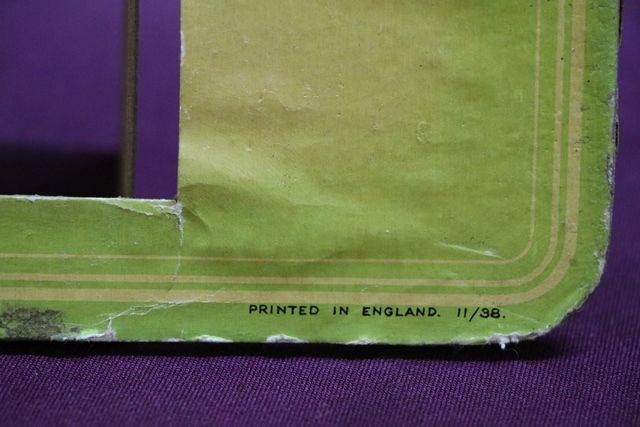 PRINTED IN ENGLAND. 11/38.